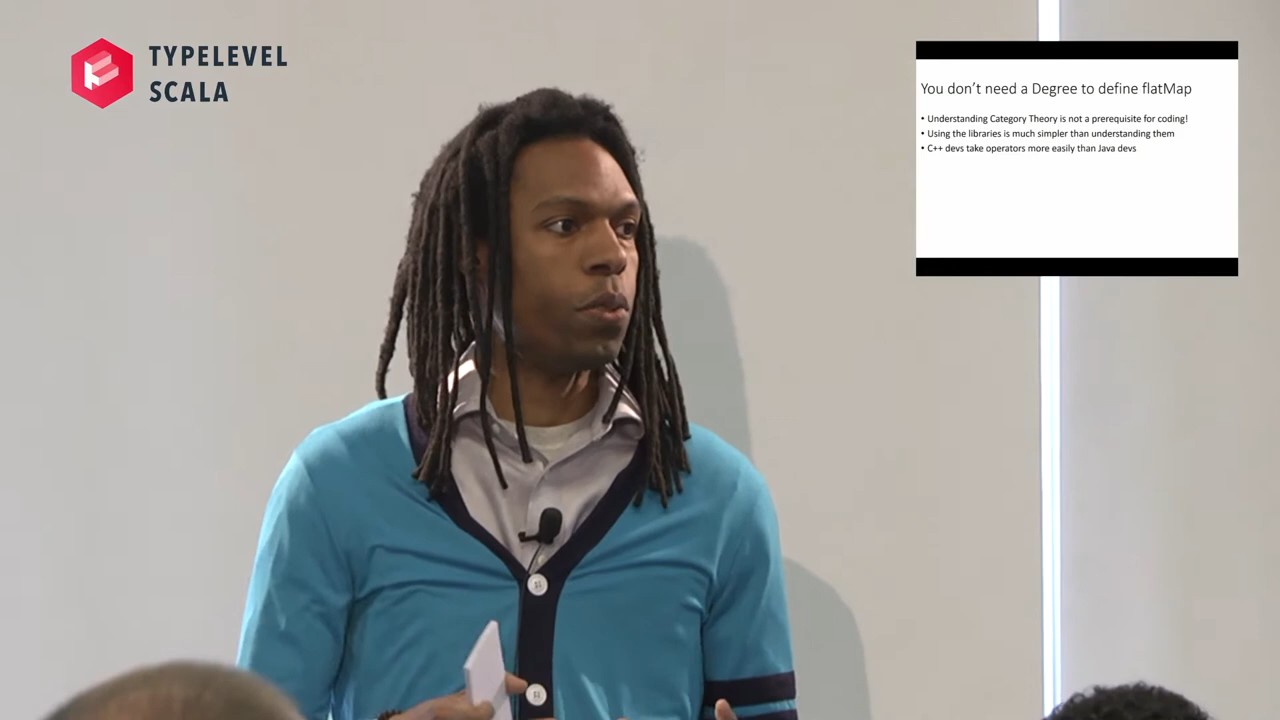 TYPELEVEL
SCALA
You don't need a Degree to define flatMap
• Understanding Category Theory is not a prerequisite for coding!
• Using the libraries is much simpler than understanding them
• C++ devs take operators more easily than Java devs